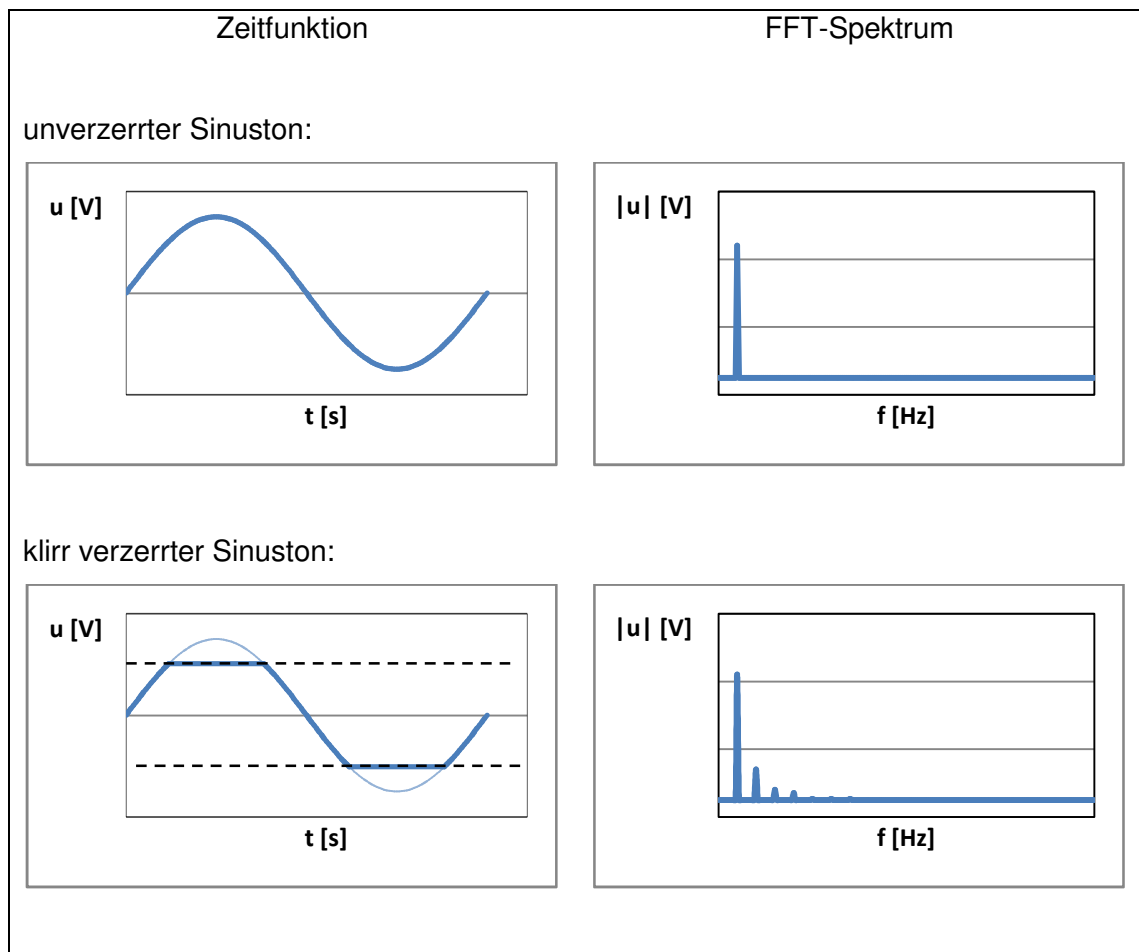 Zeitfunktion FFT-Spektrum
unverzerrter Sinuston:
u [V] |u| [V]
t [s] f [Hz]
klirr verzerrter Sinuston:
u [V] |u| [V]
t [s] f [Hz]